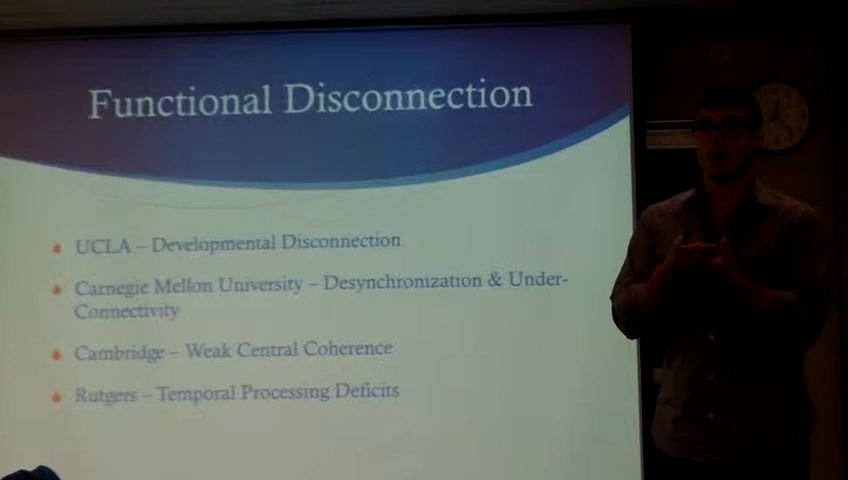 Functional Disconnection
UCLA – Developmental Disconnection
Carnegie Mellon University – Desynchronization & Under-
Connectivity
Cambridge – Weak Central Coherence
Rutgers – Temporal Processing Deficits